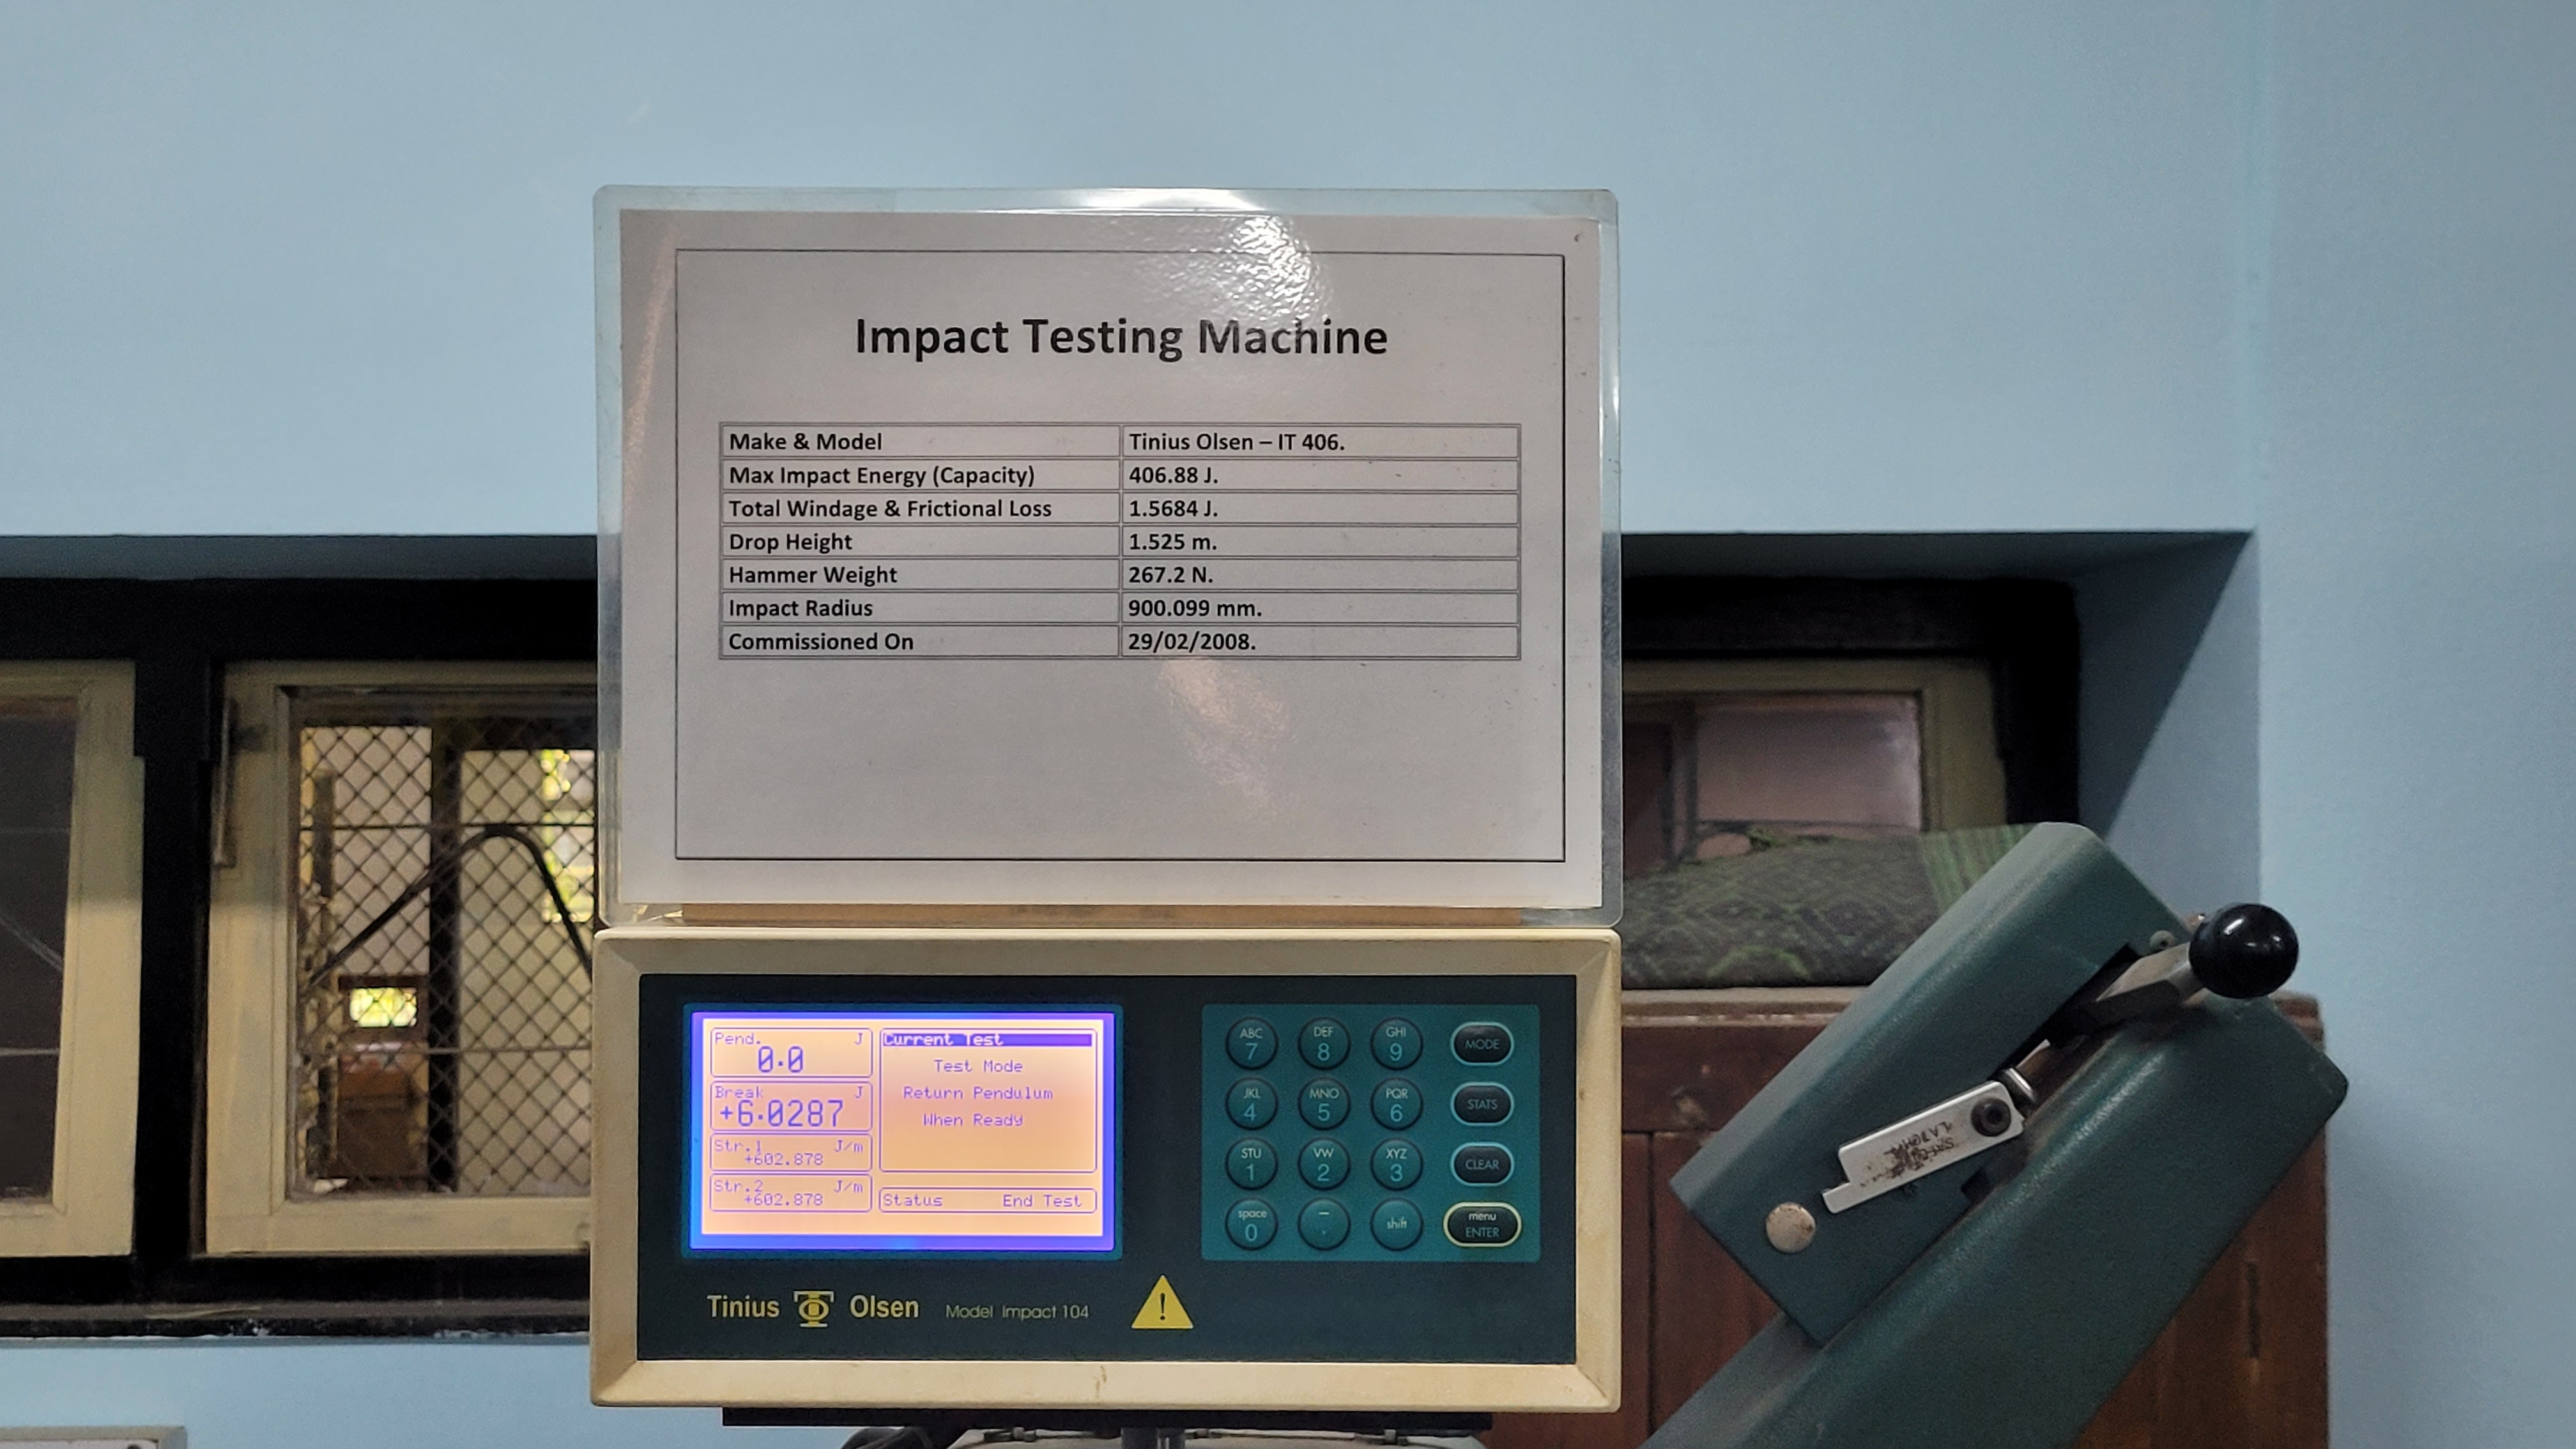 Impact Testing Machine
Make & Model Tinius Olsen – IT 406.
Max Impact Energy (Capacity) 406.88 J.
Total Windage & Frictional Loss 1.5684 J.
Drop Height 1.525 m.
Hammer Weight 267.2 N.
Impact Radius 900.099 mm.
Commissioned On 29/02/2008.
Pend. J
0.0
Break J
+6.0287
Str.1 J/m
+602.878
Str.2 J/m
+602.878
Current Test
Test Mode
Return Pendulum
When Ready
Status End Test
ABC 7
DEF 8
GHI 9
MODE
JKL 4
MNO 5
PQR 6
STATS
STU 1
VW 2
XYZ 3
CLEAR
space 0
– .
shift
menu ENTER
Tinius Olsen Model Impact 104
!